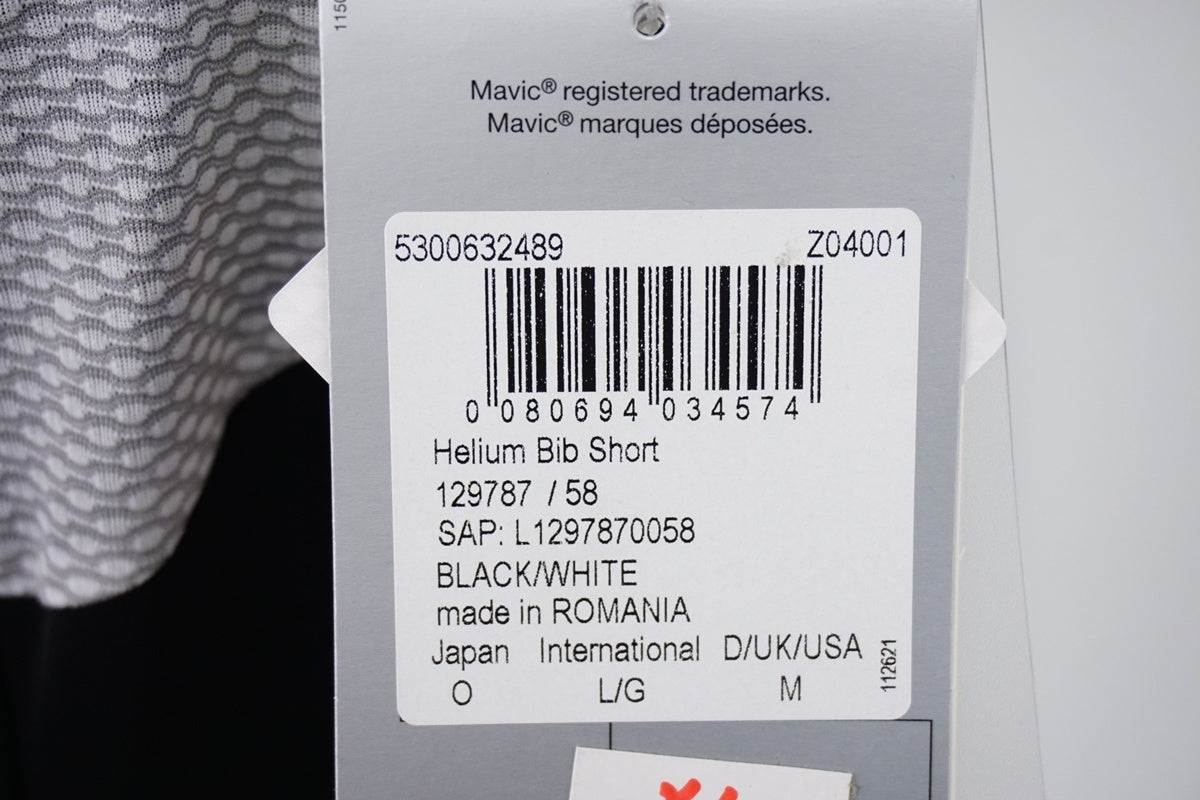 1150
Mavic® registered trademarks.
Mavic® marques déposées.
5300632489 Z04001
0 080694 034574
Helium Bib Short
129787 / 58
SAP: L1297870058
BLACK/WHITE
made in ROMANIA
Japan International D/UK/USA
O L/G M
112621